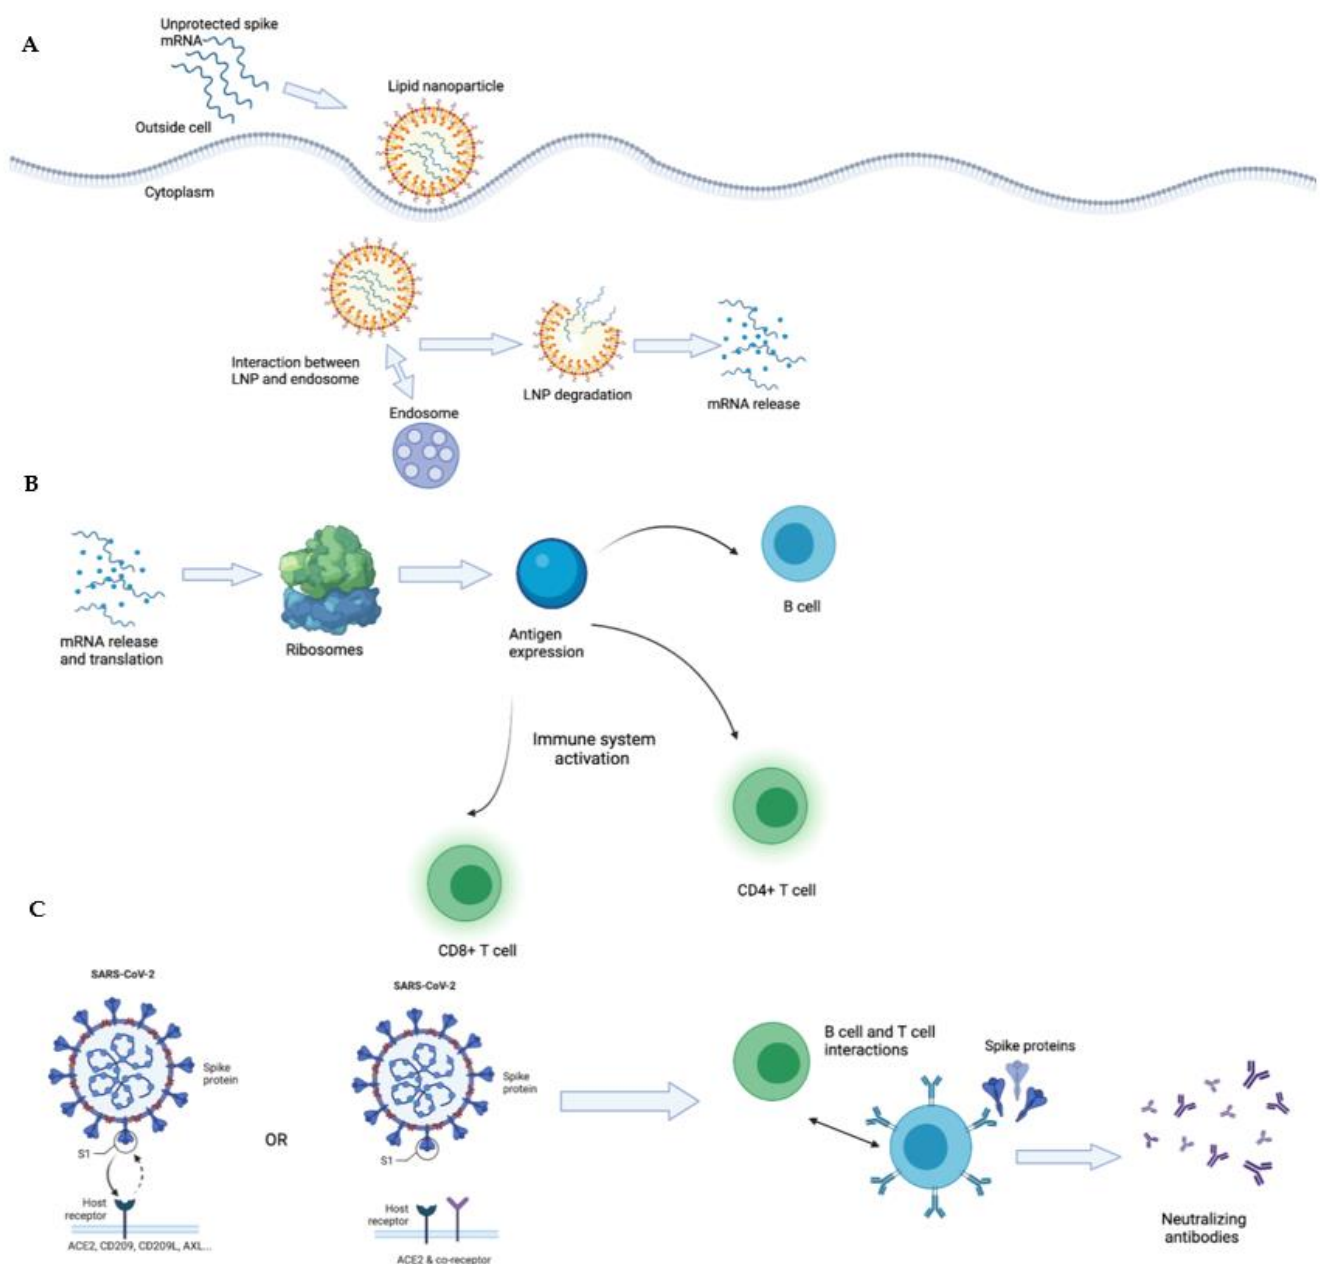 A
Unprotected spike
mRNA
Lipid nanoparticle
Outside cell
Cytoplasm
Interaction between
LNP and endosome
LNP degradation
mRNA release
Endosome
B
mRNA release
and translation
Ribosomes
Antigen
expression
B cell
Immune system
activation
CD4+ T cell
CD8+ T cell
C
SARS-CoV-2
Spike
protein
S1
Host
receptor
ACE2, CD209, CD209L, AXL...
OR
SARS-CoV-2
Spike
protein
S1
Host
receptor
ACE2 & co-receptor
B cell and T cell
interactions
Spike proteins
Neutralizing
antibodies